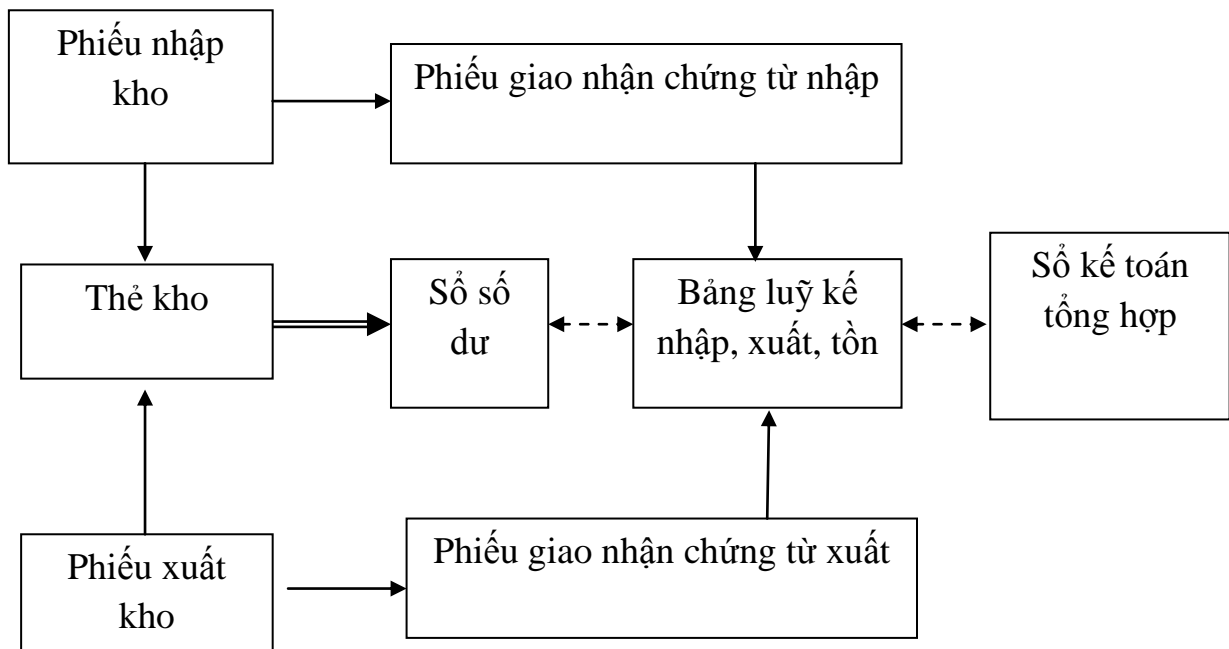 Phiếu nhập
kho
Phiếu giao nhận chứng từ nhập
Thẻ kho
Sổ số
dư
Bảng luỹ kế
nhập, xuất, tồn
Sổ kế toán
tổng hợp
Phiếu xuất
kho
Phiếu giao nhận chứng từ xuất